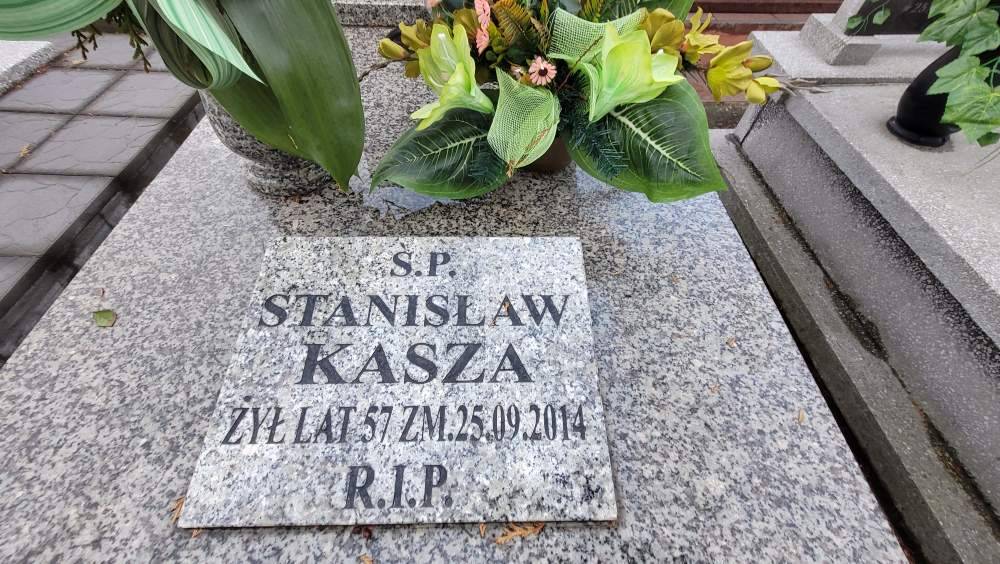 S.P.
STANISŁAW
KASZA
ŻYŁ LAT 57 ZM.25.09.2014
R.I.P.